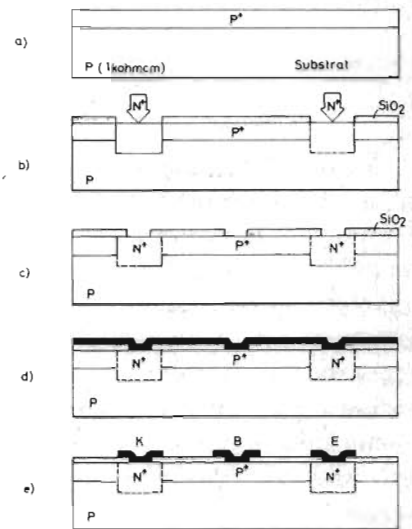 a)
P⁺
P (1kohmcm) Substrat
b)
N⁺ N⁺
SiO₂
P⁺
P
c)
SiO₂
N⁺ P⁺ N⁺
P
d)
N⁺ P⁺ N⁺
P
e)
K B E
N⁺ P⁺ N⁺
P